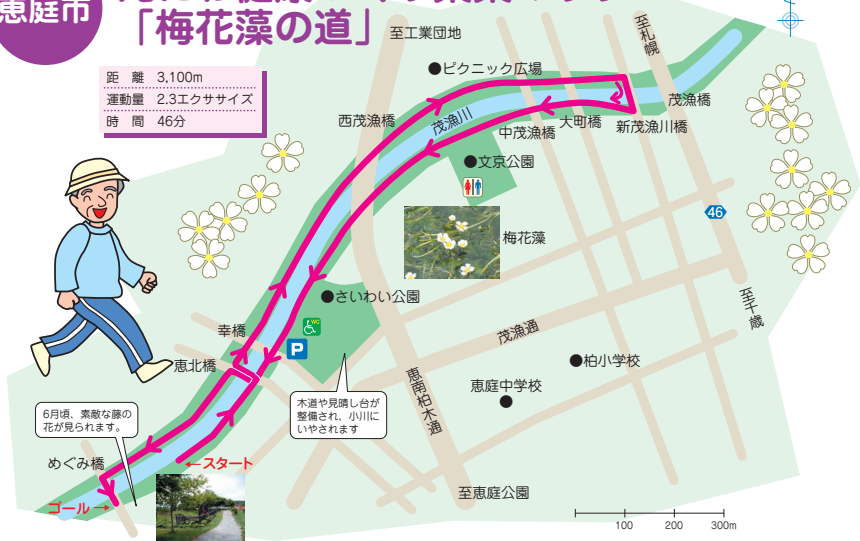 恵庭市
「梅花藻の道」
距　離　3,100m
運動量　2.3エクササイズ
時　間　46分
至工業団地
至札幌
ピクニック広場
西茂漁橋
茂漁川
中茂漁橋
大町橋
新茂漁川橋
茂漁橋
文京公園
46
梅花藻
さいわい公園
WC
P
幸橋
恵北橋
至千歳
茂漁通
恵南柏木通
柏小学校
恵庭中学校
木道や見晴し台が
整備され、小川に
いやされます
6月頃、素敵な藤の
花が見られます。
めぐみ橋
←スタート
ゴール→
至恵庭公園
100 200 300m